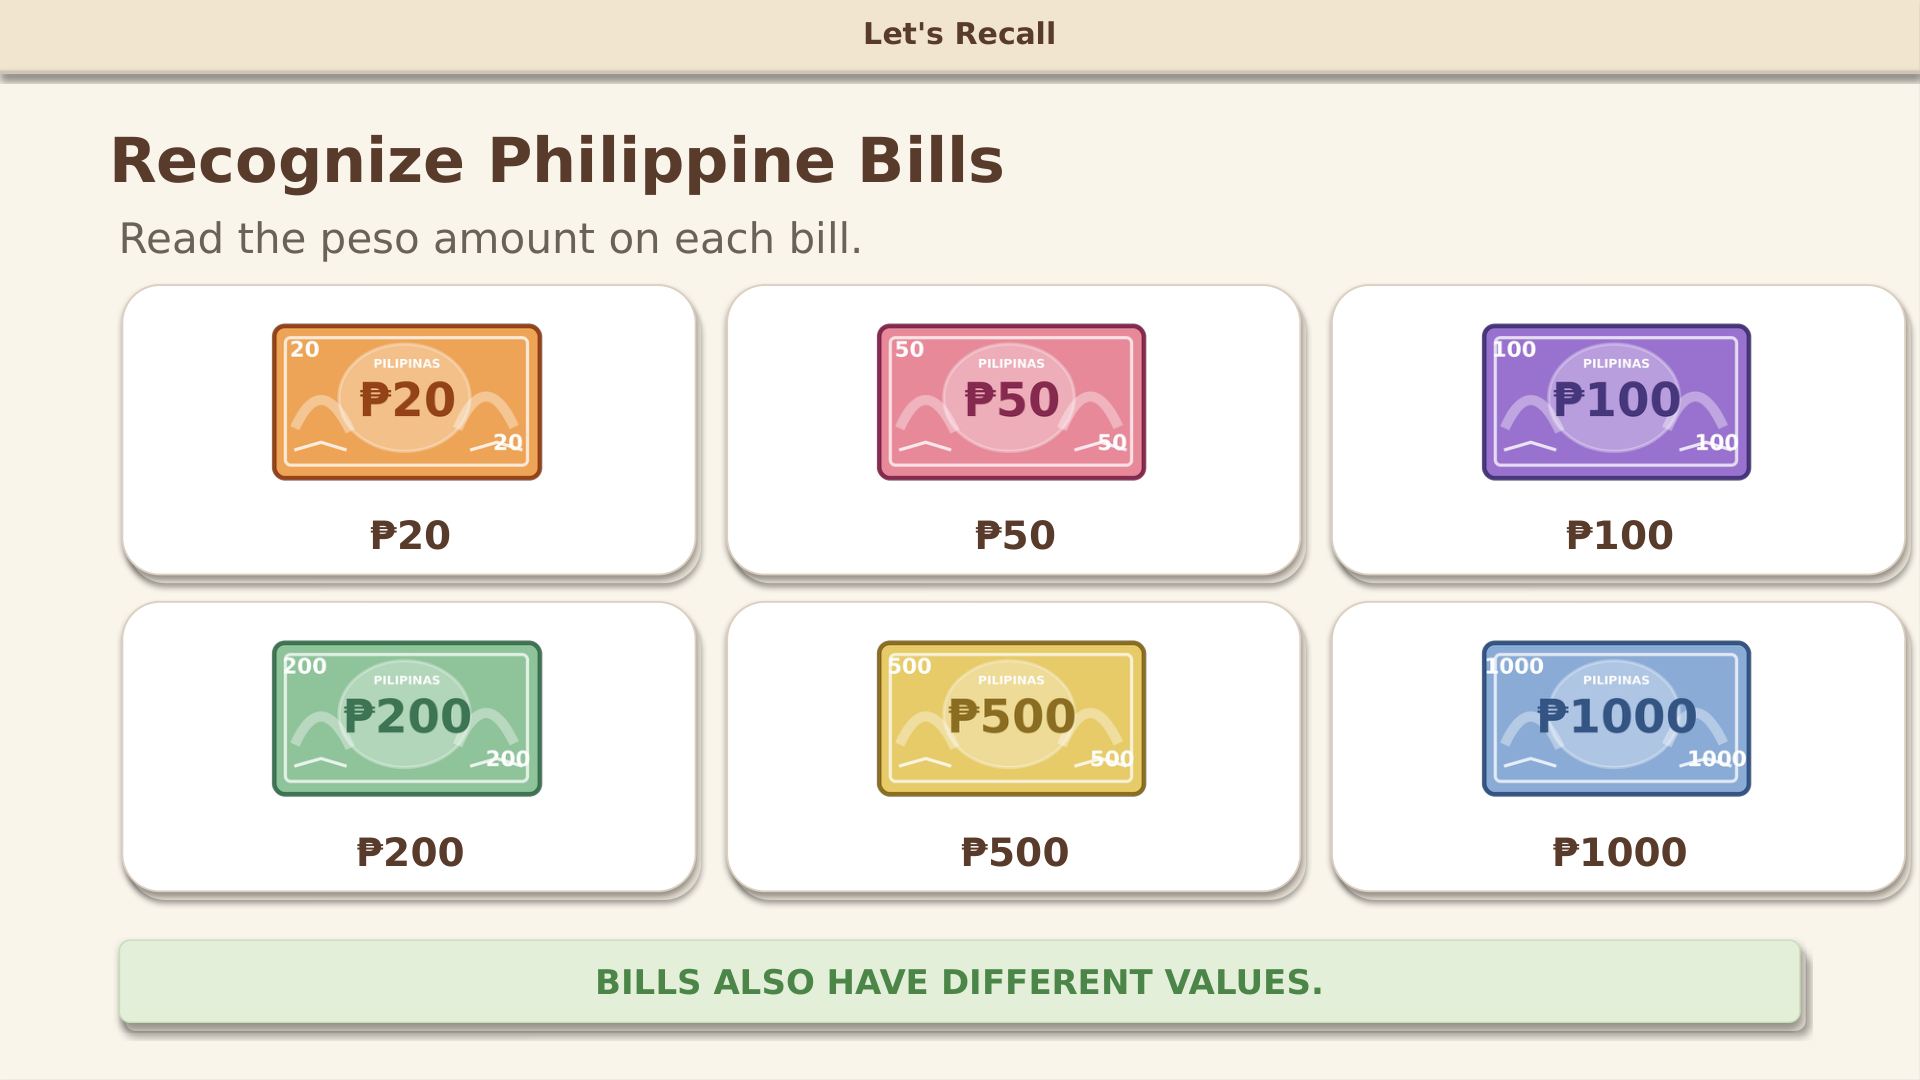 Let's Recall
Recognize Philippine Bills
Read the peso amount on each bill.
20
PILIPINAS
₱20
20
₱20
50
PILIPINAS
₱50
50
₱50
100
PILIPINAS
₱100
100
₱100
200
PILIPINAS
₱200
200
₱200
500
PILIPINAS
₱500
500
₱500
1000
PILIPINAS
₱1000
1000
₱1000
BILLS ALSO HAVE DIFFERENT VALUES.